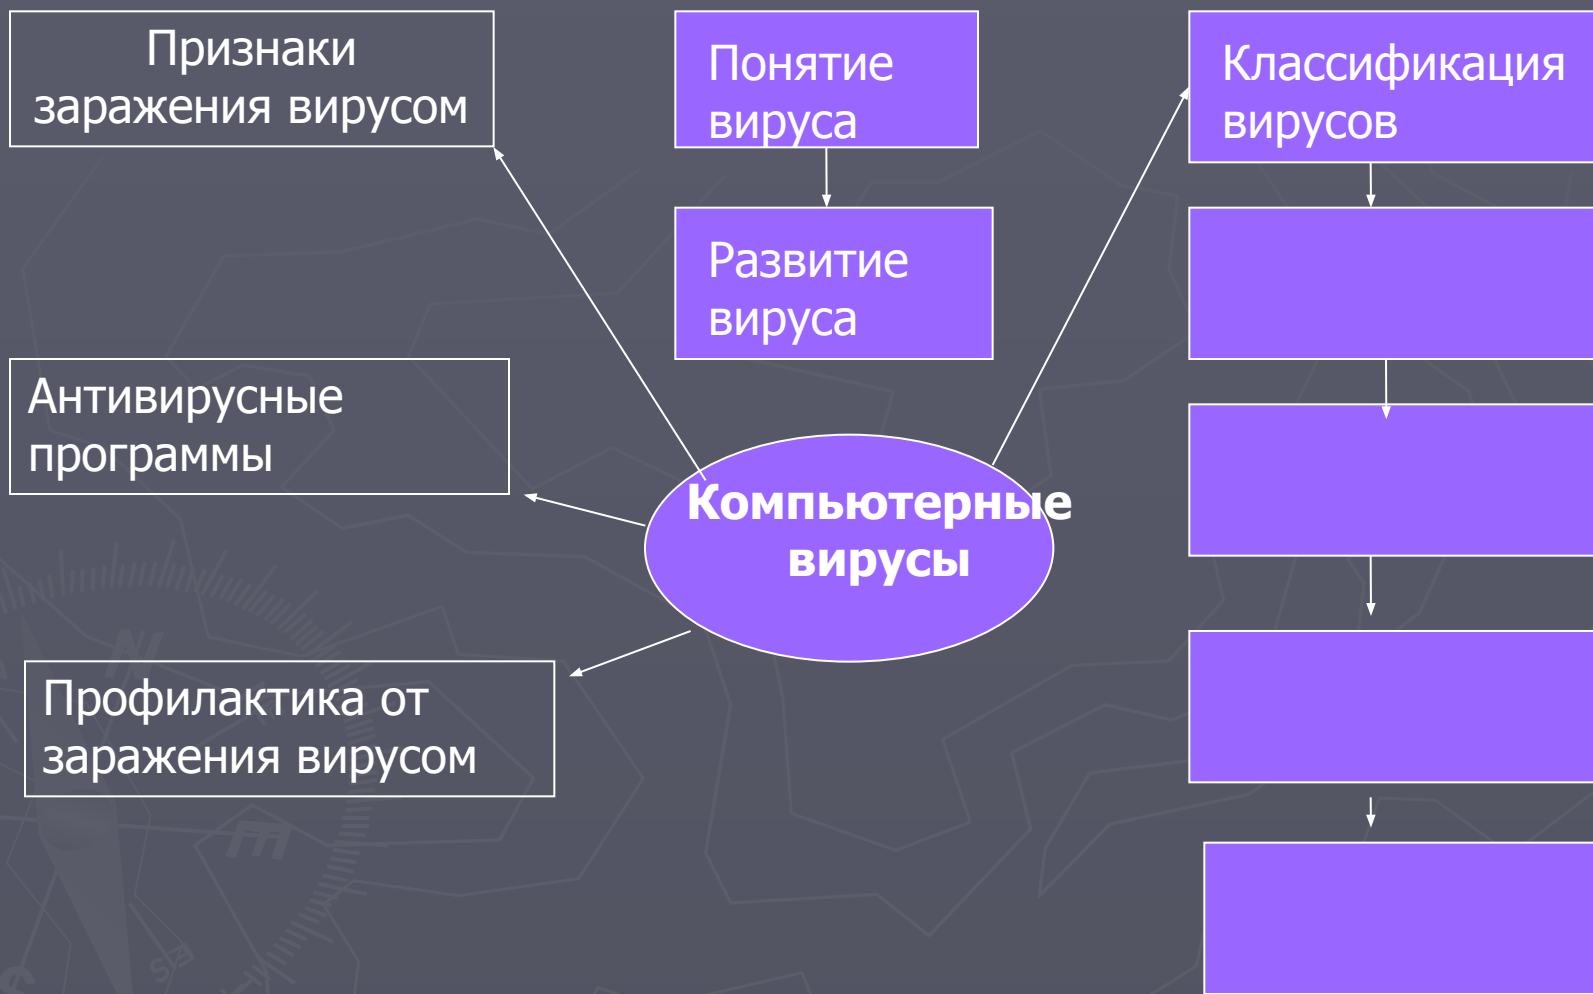 Признаки
заражения вирусом
Понятие
вируса
Классификация
вирусов
Развитие
вируса
Антивирусные
программы
Компьютерные
вирусы
Профилактика от
заражения вирусом
N
E
S